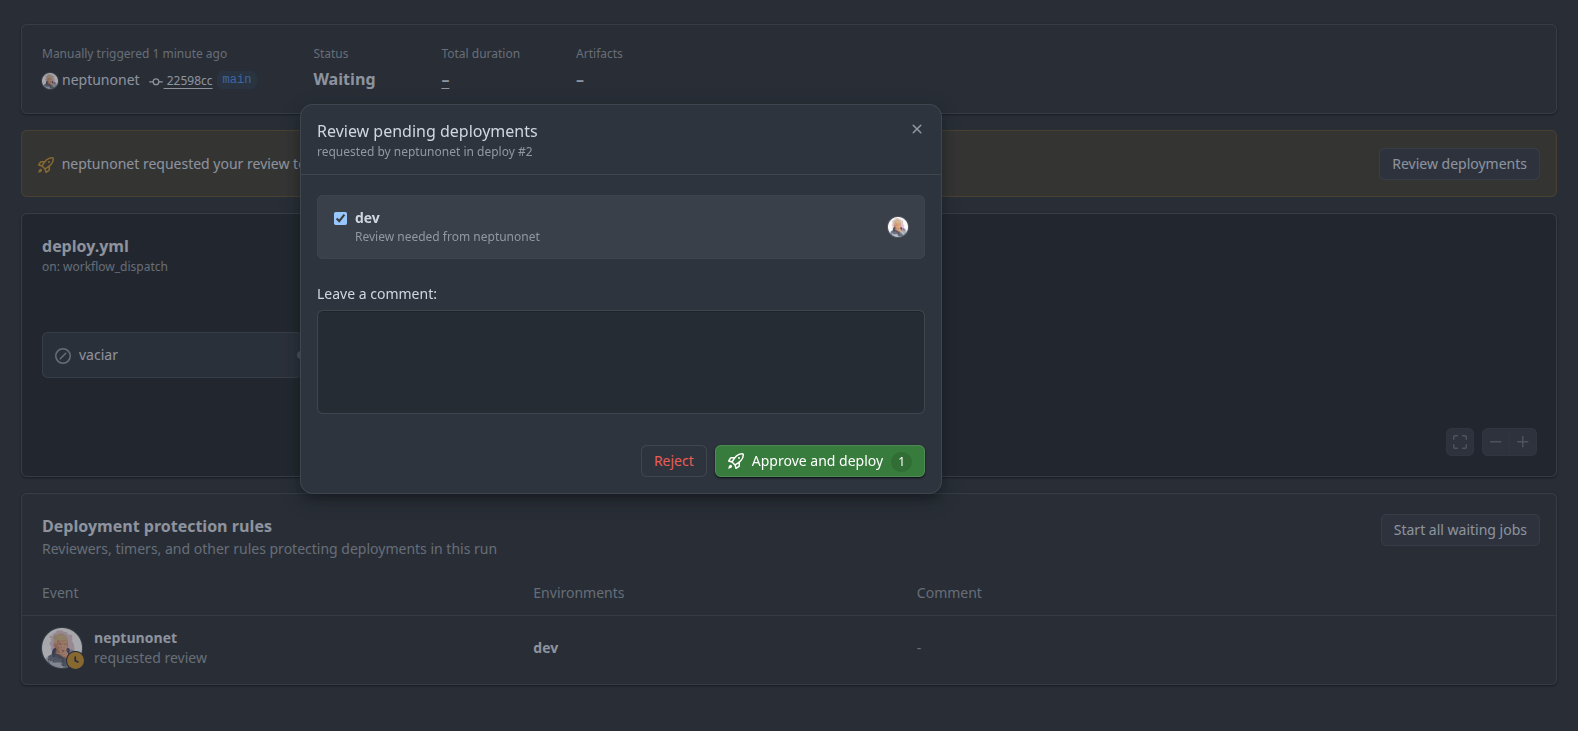 Manually triggered 1 minute ago
neptunonet 22598cc main
Status
Waiting
Total duration
–
Artifacts
–
neptunonet requested your review
Review deployments
Review pending deployments
requested by neptunonet in deploy #2
dev
Review needed from neptunonet
Leave a comment:
Reject
Approve and deploy 1
deploy.yml
on: workflow_dispatch
vaciar
Deployment protection rules
Reviewers, timers, and other rules protecting deployments in this run
Start all waiting jobs
Event Environments Comment
neptunonet
requested review
dev
-